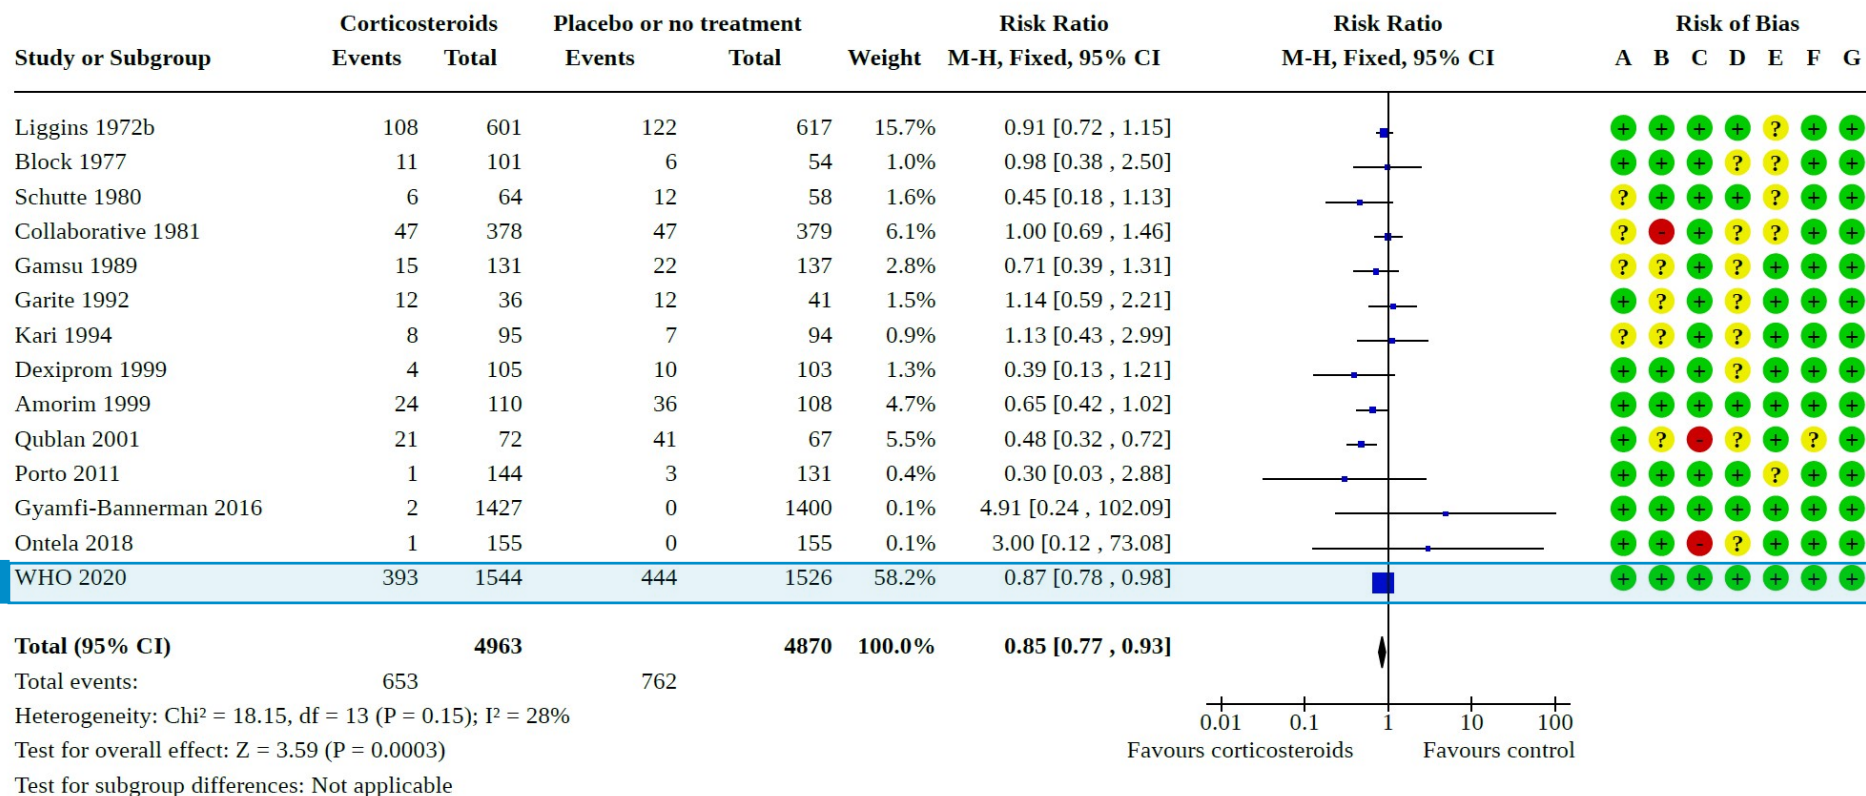 Corticosteroids Placebo or no treatment Risk Ratio Risk Ratio Risk of Bias
Study or Subgroup Events Total Events Total Weight M-H, Fixed, 95% CI M-H, Fixed, 95% CI A B C D E F G
Liggins 1972b 108 601 122 617 15.7% 0.91 [0.72 , 1.15] + + + + ? + +
Block 1977 11 101 6 54 1.0% 0.98 [0.38 , 2.50] + + + ? ? + +
Schutte 1980 6 64 12 58 1.6% 0.45 [0.18 , 1.13] ? + + + ? + +
Collaborative 1981 47 378 47 379 6.1% 1.00 [0.69 , 1.46] ? - + ? ? + +
Gamsu 1989 15 131 22 137 2.8% 0.71 [0.39 , 1.31] ? ? + ? + + +
Garite 1992 12 36 12 41 1.5% 1.14 [0.59 , 2.21] + ? + ? + + +
Kari 1994 8 95 7 94 0.9% 1.13 [0.43 , 2.99] ? ? + ? + + +
Dexiprom 1999 4 105 10 103 1.3% 0.39 [0.13 , 1.21] + + + ? + + +
Amorim 1999 24 110 36 108 4.7% 0.65 [0.42 , 1.02] + + + + + + +
Qublan 2001 21 72 41 67 5.5% 0.48 [0.32 , 0.72] + ? - ? + ? +
Porto 2011 1 144 3 131 0.4% 0.30 [0.03 , 2.88] + + + + ? + +
Gyamfi-Bannerman 2016 2 1427 0 1400 0.1% 4.91 [0.24 , 102.09] + + + + + + +
Ontela 2018 1 155 0 155 0.1% 3.00 [0.12 , 73.08] + + - ? + + +
WHO 2020 393 1544 444 1526 58.2% 0.87 [0.78 , 0.98] + + + + + + +
Total (95% CI) 4963 4870 100.0% 0.85 [0.77 , 0.93]
Total events: 653 762
Heterogeneity: Chi² = 18.15, df = 13 (P = 0.15); I² = 28%
0.01 0.1 1 10 100
Test for overall effect: Z = 3.59 (P = 0.0003)
Favours corticosteroids Favours control
Test for subgroup differences: Not applicable